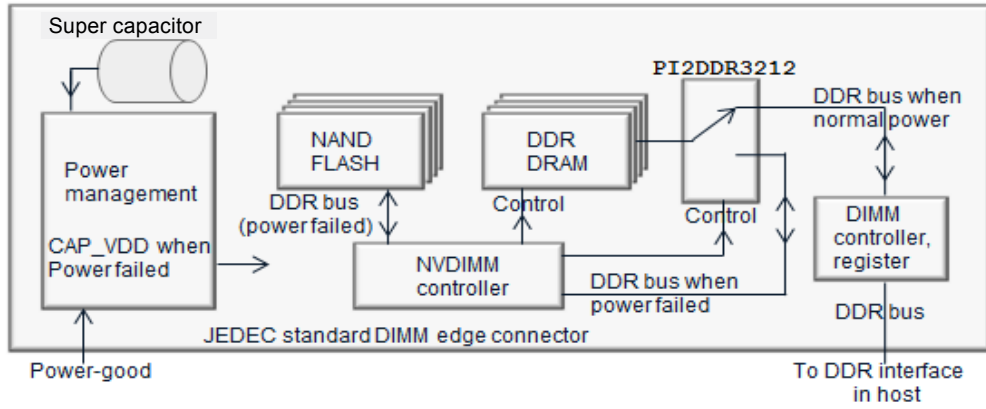 Super capacitor
PI2DDR3212
DDR bus when
normal power
NAND
FLASH
DDR
DRAM
Power
management
CAP_VDD when
Power failed
DDR bus
(power failed)
Control
Control
DIMM
controller,
register
NVDIMM
controller
DDR bus when
power failed
DDR bus
JEDEC standard DIMM edge connector
Power-good
To DDR interface
in host